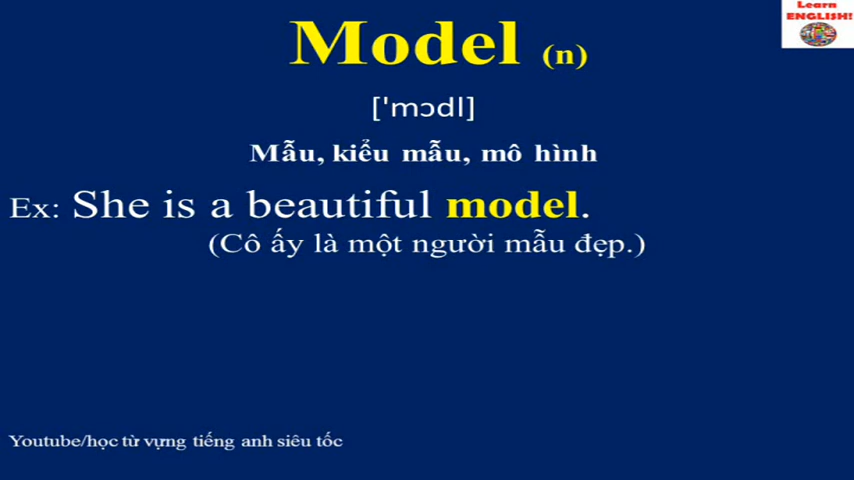 Learn
ENGLISH!
Model (n)
['mɔdl]
Mẫu, kiểu mẫu, mô hình
Ex: She is a beautiful model.
(Cô ấy là một người mẫu đẹp.)
Youtube/học từ vựng tiếng anh siêu tốc